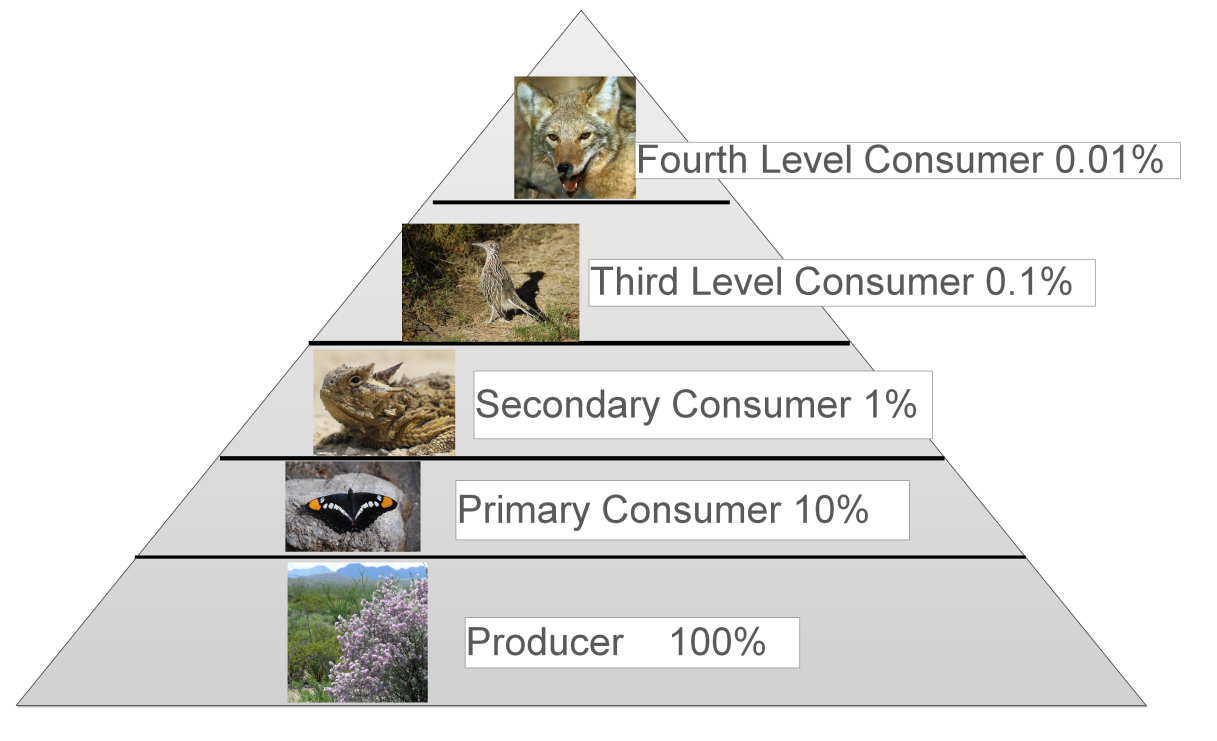 Fourth Level Consumer 0.01%
Third Level Consumer 0.1%
Secondary Consumer 1%
Primary Consumer 10%
Producer 100%